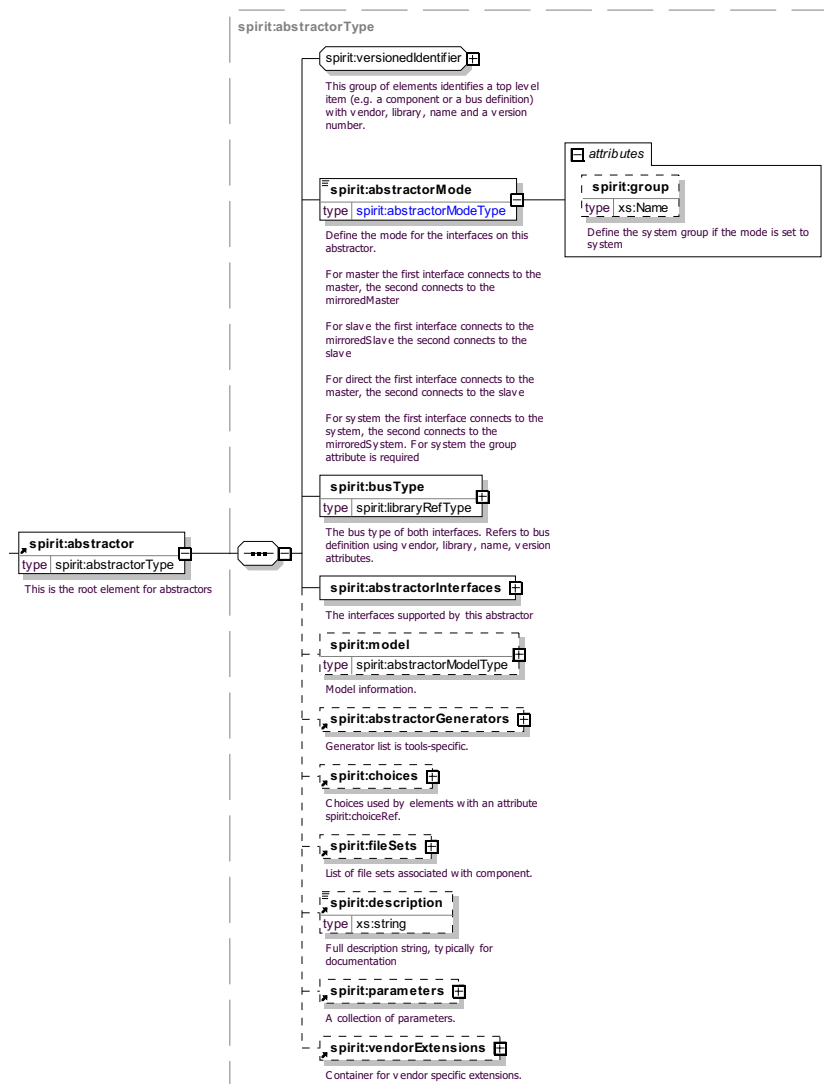 spirit:abstractorType
spirit:versionedIdentifier
This group of elements identifies a top level
item (e.g. a component or a bus definition)
with vendor, library, name and a version
number.
attributes
spirit:abstractorMode
type spirit:abstractorModeType
spirit:group
type xs:Name
Define the system group if the mode is set to
system
Define the mode for the interfaces on this
abstractor.
For master the first interface connects to the
master, the second connects to the
mirroredMaster
For slave the first interface connects to the
mirroredSlave the second connects to the
slave
For direct the first interface connects to the
master, the second connects to the slave
For system the first interface connects to the
system, the second connects to the
mirroredSystem. For system the group
attribute is required
spirit:busType
type spirit:libraryRefType
The bus type of both interfaces. Refers to bus
definition using vendor, library, name, version
attributes.
spirit:abstractor
type spirit:abstractorType
This is the root element for abstractors
spirit:abstractorInterfaces
The interfaces supported by this abstractor
spirit:model
type spirit:abstractorModelType
Model information.
spirit:abstractorGenerators
Generator list is tools-specific.
spirit:choices
Choices used by elements with an attribute
spirit:choiceRef.
spirit:fileSets
List of file sets associated with component.
spirit:description
type xs:string
Full description string, typically for
documentation
spirit:parameters
A collection of parameters.
spirit:vendorExtensions
Container for vendor specific extensions.